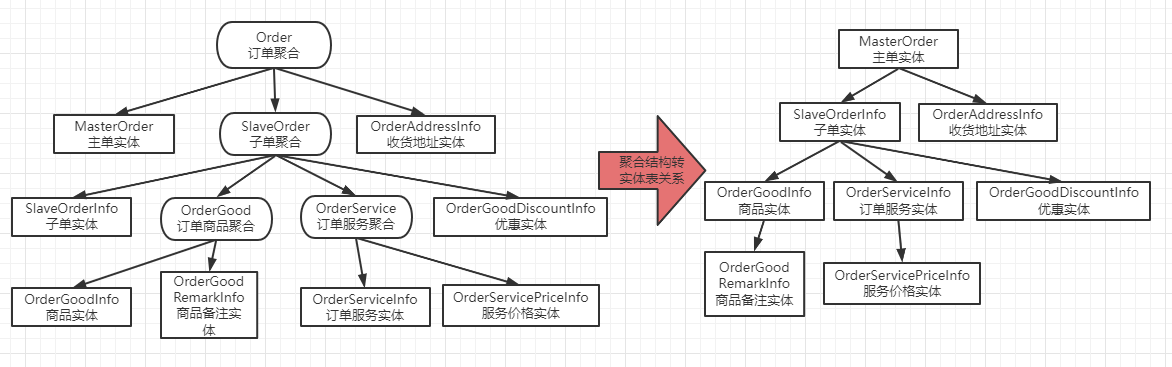 Order
订单聚合
MasterOrder
主单实体
SlaveOrder
子单聚合
OrderAddressInfo
收货地址实体
SlaveOrderInfo
子单实体
OrderGood
订单商品聚合
OrderService
订单服务聚合
OrderGoodDiscountInfo
优惠实体
OrderGoodInfo
商品实体
OrderGood
RemarkInfo
商品备注实
体
OrderServiceInfo
订单服务实体
OrderServicePriceInfo
服务价格实体
聚合结构转
实体表关系
MasterOrder
主单实体
SlaveOrderInfo
子单实体
OrderAddressInfo
收货地址实体
OrderGoodInfo
商品实体
OrderServiceInfo
订单服务实体
OrderGoodDiscountInfo
优惠实体
OrderGood
RemarkInfo
商品备注实体
OrderServicePriceInfo
服务价格实体